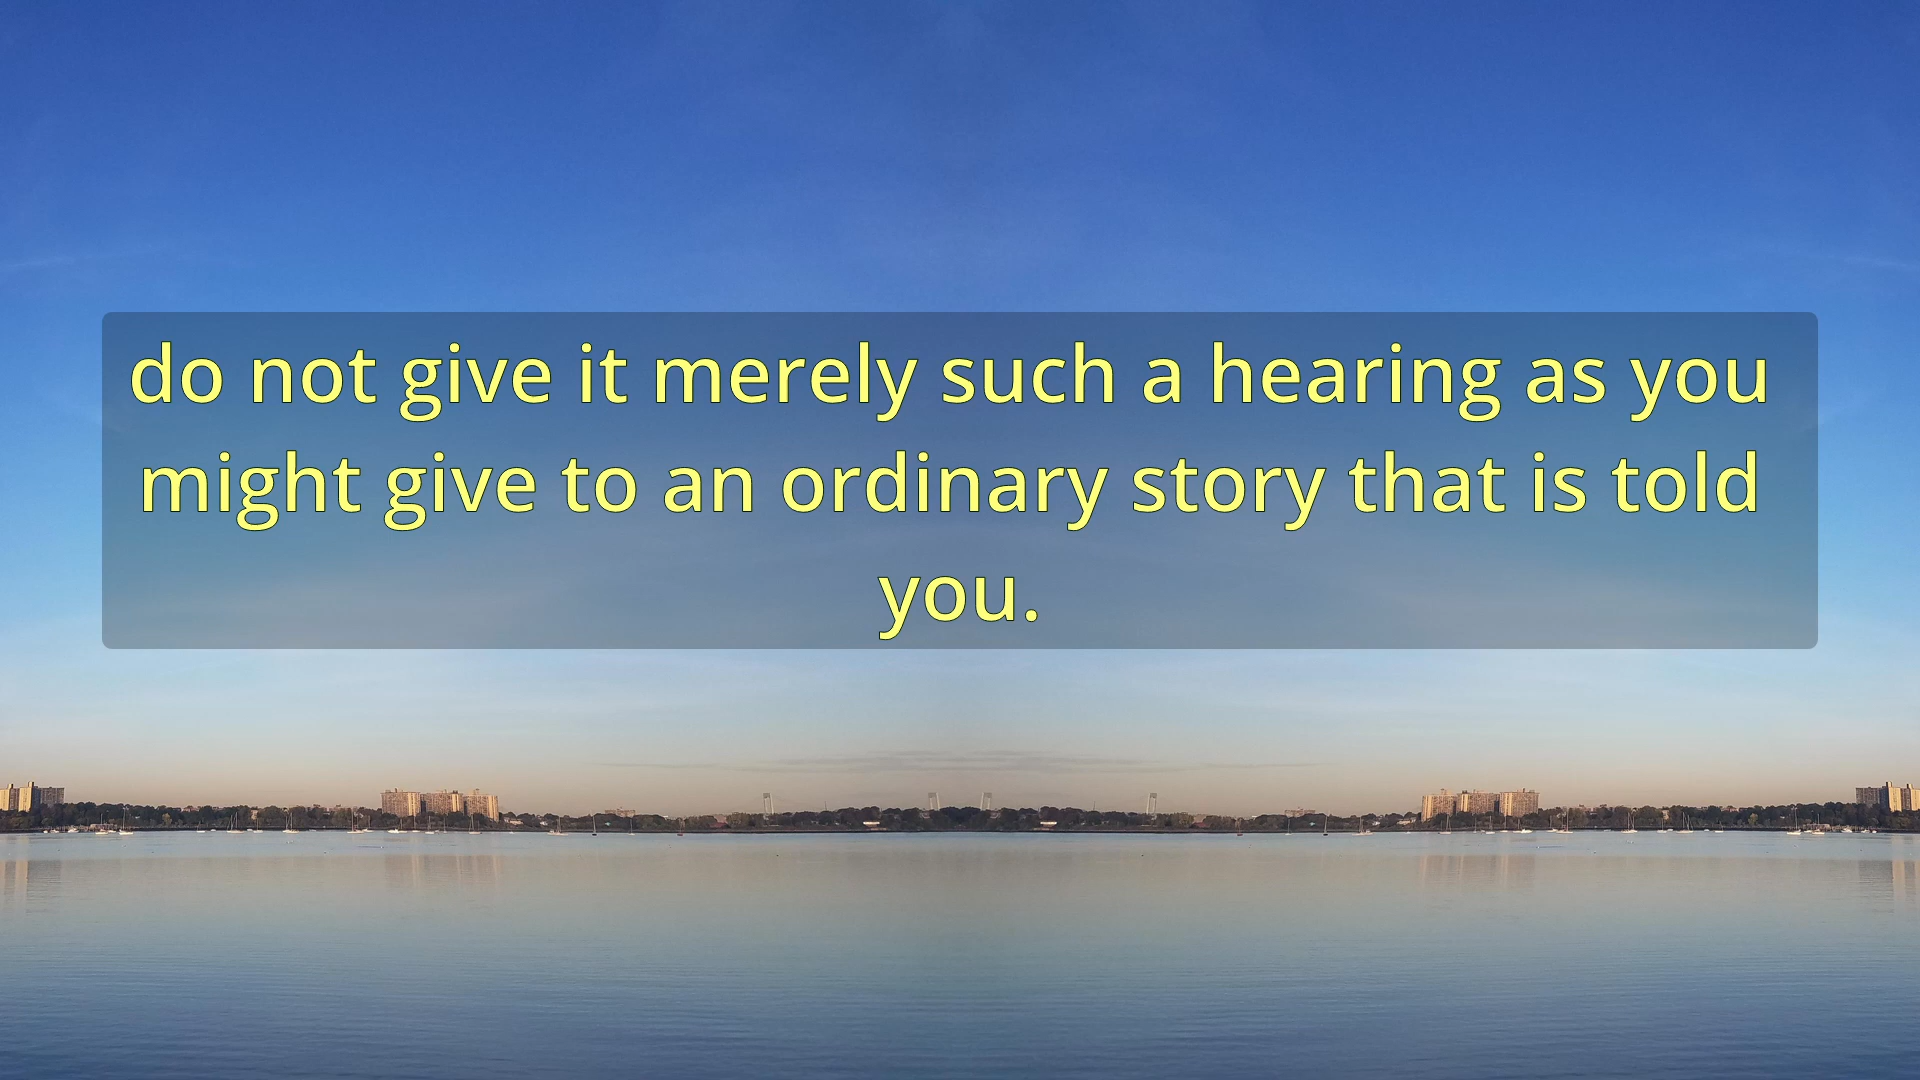 do not give it merely such a hearing as you
might give to an ordinary story that is told
you.